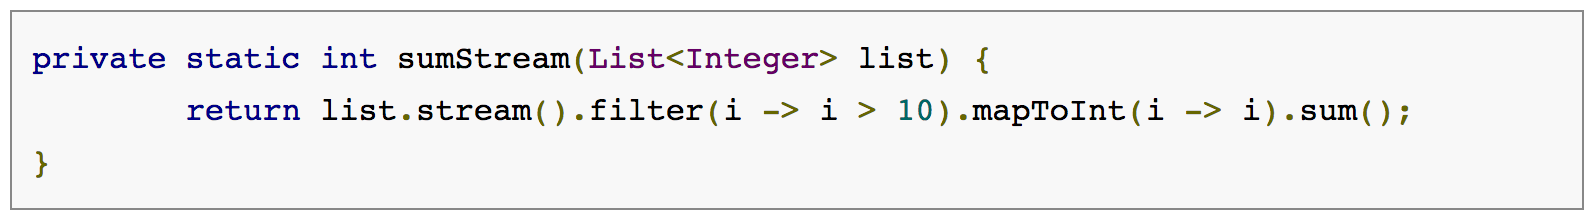 private static int sumStream(List<Integer> list) {
        return list.stream().filter(i -> i > 10).mapToInt(i -> i).sum();
}